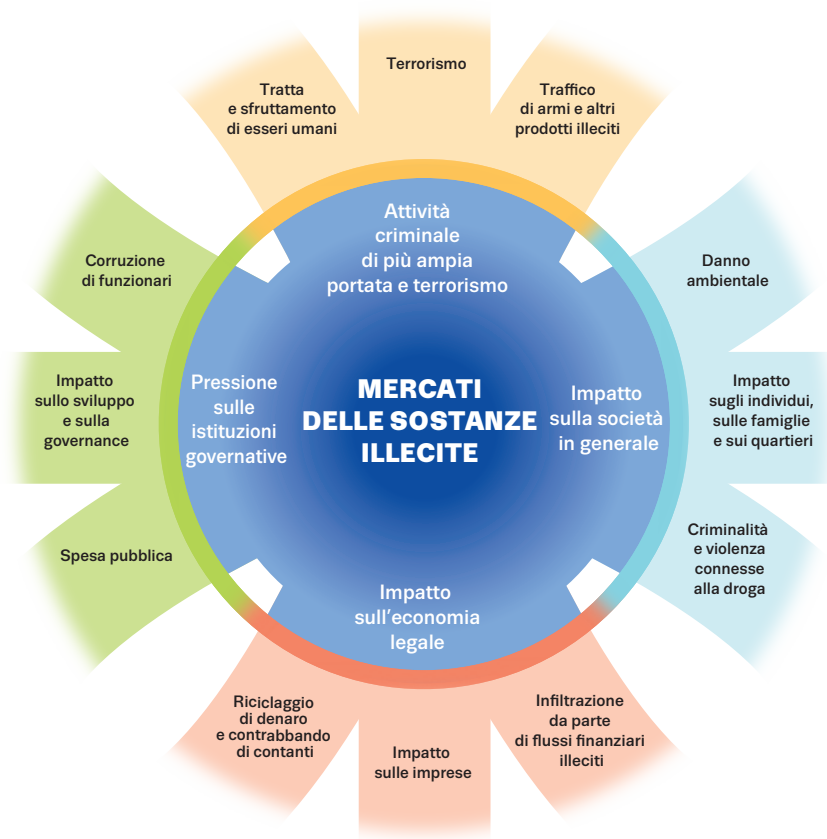 Terrorismo
Tratta
e sfruttamento
di esseri umani
Traffico
di armi e altri
prodotti illeciti
Attività
criminale
di più ampia
portata e terrorismo
Corruzione
di funzionari
Danno
ambientale
Impatto
sullo sviluppo
e sulla
governance
Pressione
sulle
istituzioni
governative
MERCATI
DELLE SOSTANZE
ILLECITE
Impatto
sulla società
in generale
Impatto
sugli individui,
sulle famiglie
e sui quartieri
Spesa pubblica
Criminalità
e violenza
connesse
alla droga
Impatto
sull'economia
legale
Riciclaggio
di denaro
e contrabbando
di contanti
Impatto
sulle imprese
Infiltrazione
da parte
di flussi finanziari
illeciti